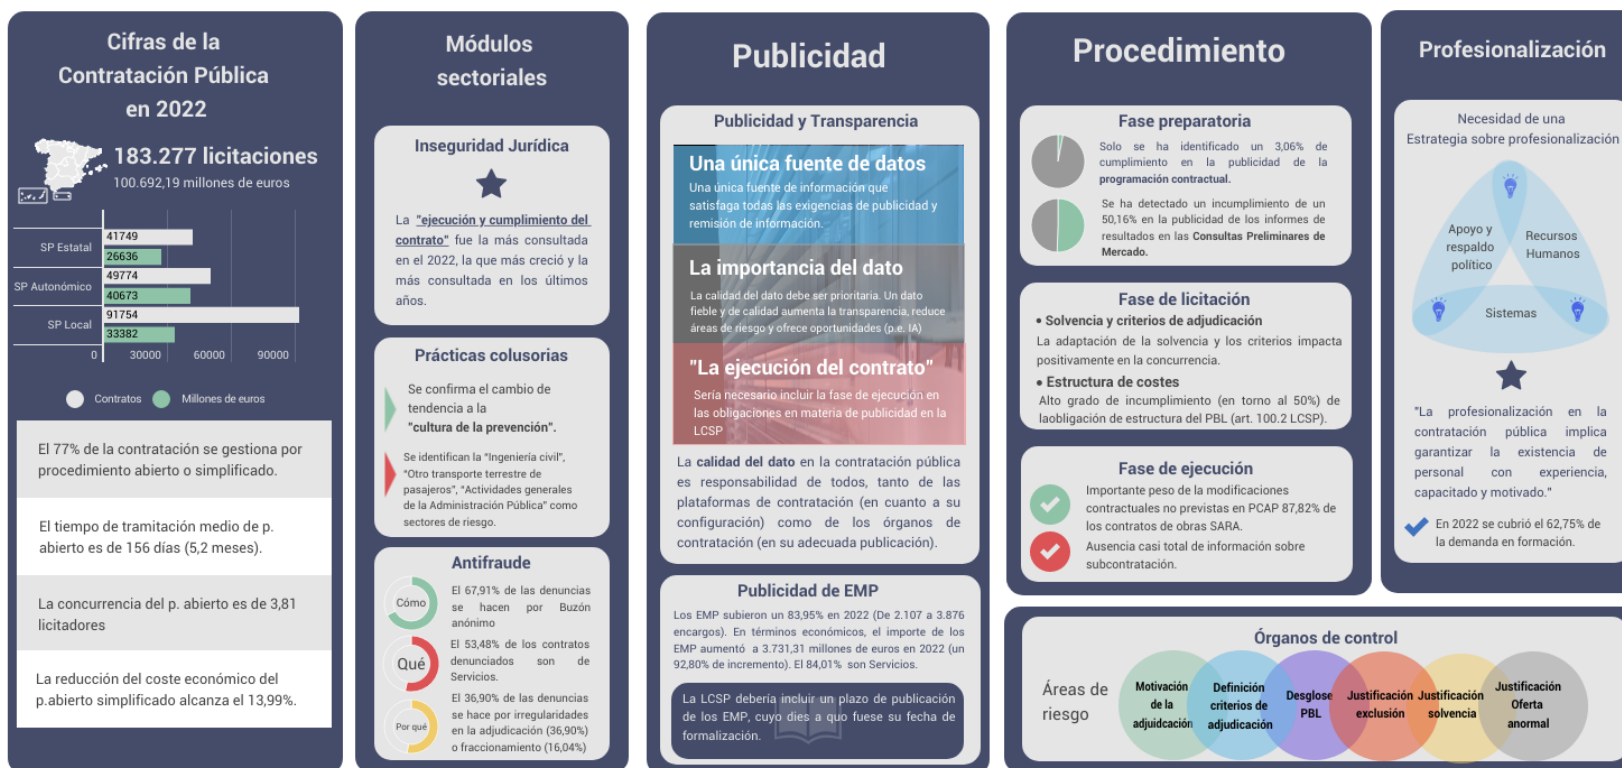 Cifras de la
Contratación Pública
en 2022
183.277 licitaciones
100.692,19 millones de euros
SP Estatal
41749
26636
SP Autonómico
49774
40673
SP Local
91754
33382
0 30000 60000 90000
Contratos Millones de euros
El 77% de la contratación se gestiona por
procedimiento abierto o simplificado.
El tiempo de tramitación medio de p.
abierto es de 156 días (5,2 meses).
La concurrencia del p. abierto es de 3,81
licitadores
La reducción del coste económico del
p.abierto simplificado alcanza el 13,99%.
Módulos
sectoriales
Inseguridad Jurídica
La "ejecución y cumplimiento del
contrato" fue la más consultada
en el 2022, la que más creció y la
más consultada en los últimos
años.
Prácticas colusorias
Se confirma el cambio de
tendencia a la
"cultura de la prevención".
Se identifican la "Ingeniería civil",
"Otro transporte terrestre de
pasajeros", "Actividades generales
de la Administración Pública" como
sectores de riesgo.
Antifraude
Cómo
El 67,91% de las denuncias
se hacen por Buzón
anónimo
Qué
El 53,48% de los contratos
denunciados son de
Servicios.
Por qué
El 36,90% de las denuncias
se hace por irregularidades
en la adjudicación (36,90%)
o fraccionamiento (16,04%)
Publicidad
Publicidad y Transparencia
Una única fuente de datos
Una única fuente de información que
satisfaga todas las exigencias de publicidad y
remisión de información.
La importancia del dato
La calidad del dato debe ser prioritaria. Un dato
fieble y de calidad aumenta la transparencia, reduce
áreas de riesgo y ofrece oportunidades (p.e. IA)
"La ejecución del contrato"
Sería necesario incluir la fase de ejecución en
las obligaciones en materia de publicidad en la
LCSP
La calidad del dato en la contratación pública
es responsabilidad de todos, tanto de las
plataformas de contratación (en cuanto a su
configuración) como de los órganos de
contratación (en su adecuada publicación).
Publicidad de EMP
Los EMP subieron un 83,95% en 2022 (De 2.107 a 3.876
encargos). En términos económicos, el importe de los
EMP aumentó a 3.731,31 millones de euros en 2022 (un
92,80% de incremento). El 84,01% son Servicios.
La LCSP debería incluir un plazo de publicación
de los EMP, cuyo dies a quo fuese su fecha de
formalización.
Procedimiento
Fase preparatoria
Solo se ha identificado un 3,06% de
cumplimiento en la publicidad de la
programación contractual.
Se ha detectado un incumplimiento de un
50,16% en la publicidad de los informes de
resultados en las Consultas Preliminares de
Mercado.
Fase de licitación
• Solvencia y criterios de adjudicación
La adaptación de la solvencia y los criterios impacta
positivamente en la concurrencia.
• Estructura de costes
Alto grado de incumplimiento (en torno al 50%) de
laobligación de estructura del PBL (art. 100.2 LCSP).
Fase de ejecución
Importante peso de la modificaciones
contractuales no previstas en PCAP 87,82% de
los contratos de obras SARA.
Ausencia casi total de información sobre
subcontratación.
Profesionalización
Necesidad de una
Estrategia sobre profesionalización
Apoyo y
respaldo
político
Recursos
Humanos
Sistemas
"La profesionalización en la
contratación pública implica
garantizar la existencia de
personal con experiencia,
capacitado y motivado."
En 2022 se cubrió el 62,75% de
la demanda en formación.
Órganos de control
Áreas de
riesgo
Motivación
de la
adjuidcación
Definición
criterios de
adjudicación
Desglose
PBL
Justificación
exclusión
Justificación
solvencia
Justificación
Oferta
anormal